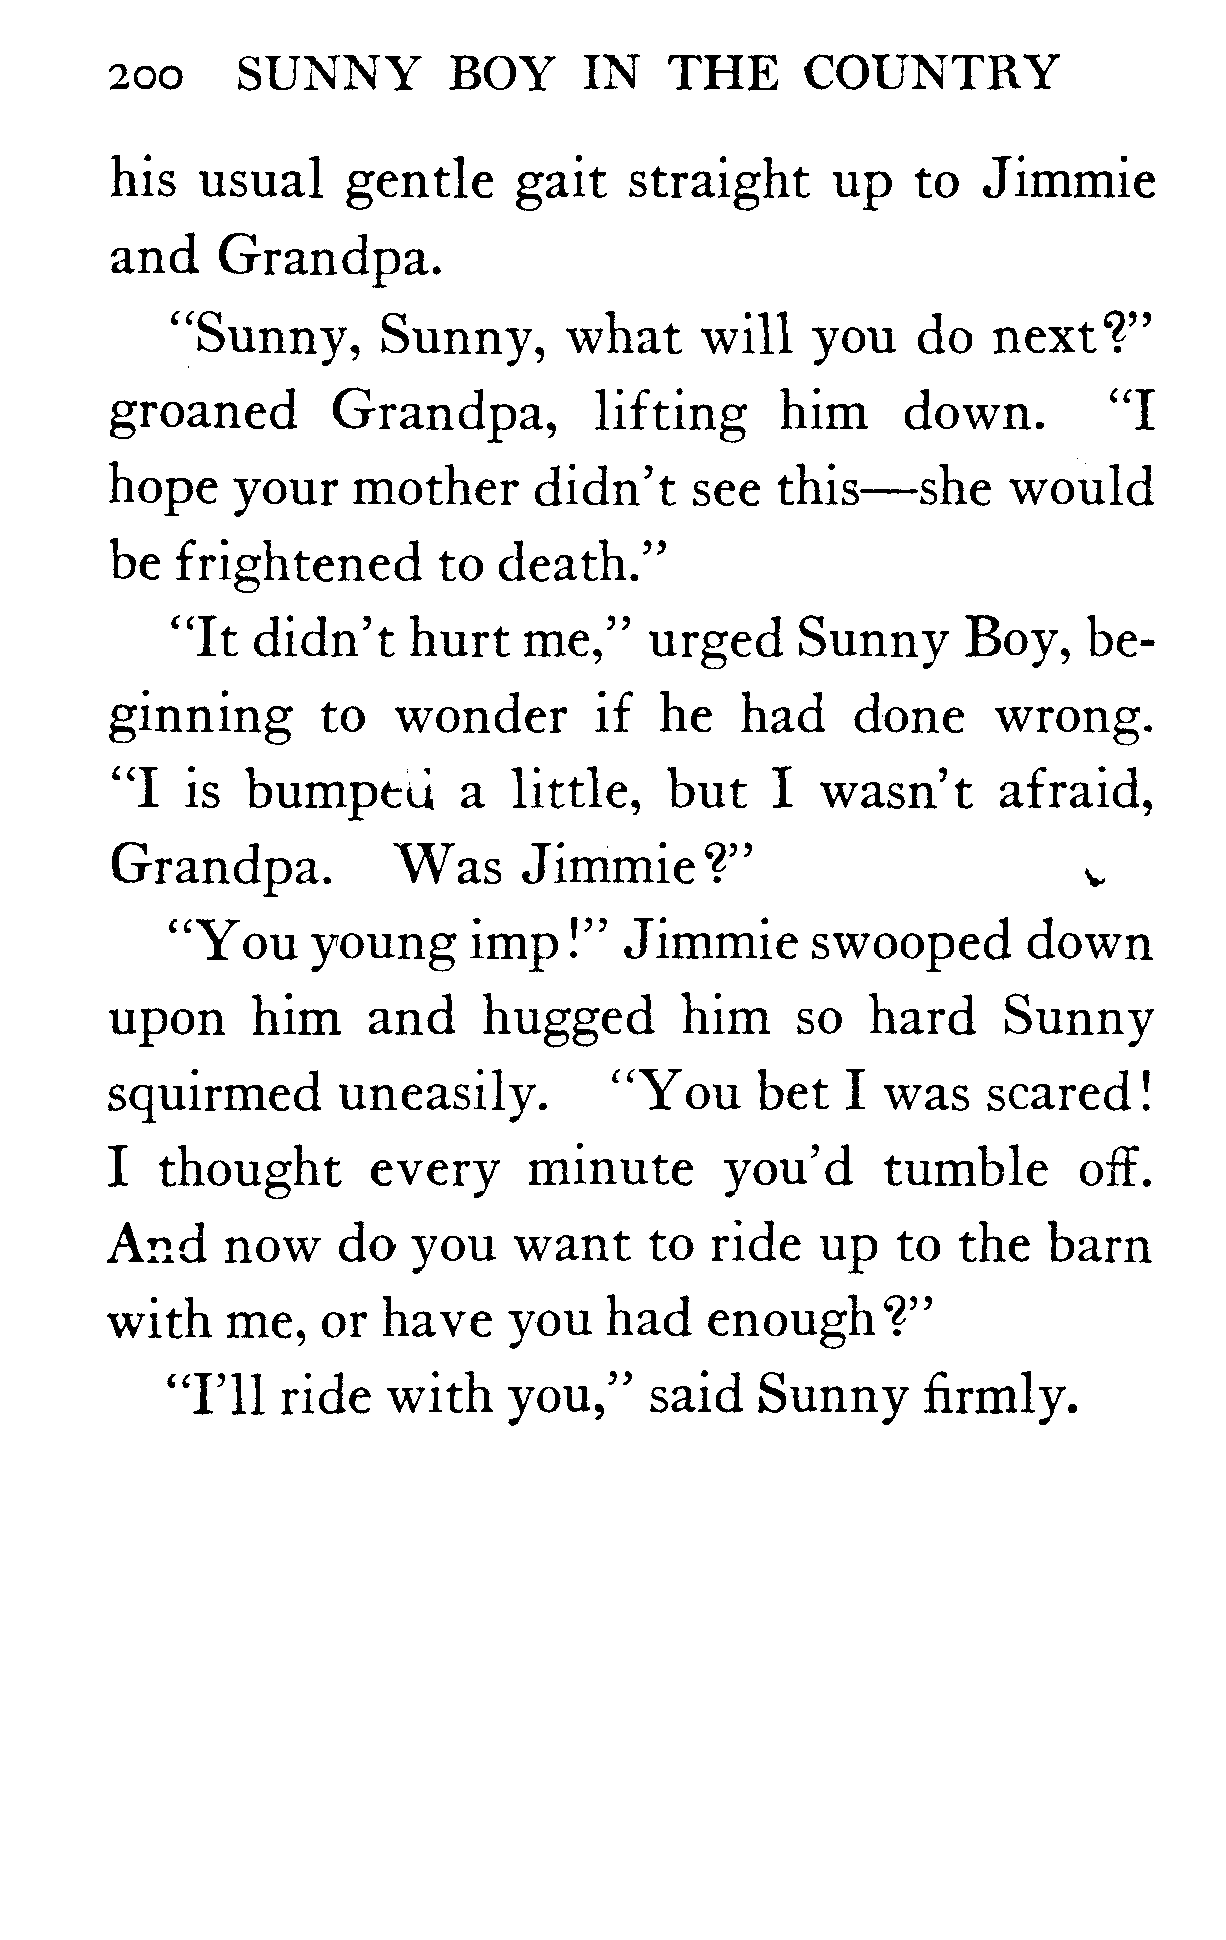 200 SUNNY BOY IN THE COUNTRY
his usual gentle gait straight up to Jimmie
and Grandpa.
“Sunny, Sunny, what will you do next?”
groaned Grandpa, lifting him down. “I
hope your mother didn’t see this—she would
be frightened to death.”
“It didn’t hurt me,” urged Sunny Boy, be-
ginning to wonder if he had done wrong.
“I is bumped a little, but I wasn’t afraid,
Grandpa. Was Jimmie?”
“You young imp!” Jimmie swooped down
upon him and hugged him so hard Sunny
squirmed uneasily. “You bet I was scared!
I thought every minute you’d tumble off.
And now do you want to ride up to the barn
with me, or have you had enough?”
“I’ll ride with you,” said Sunny firmly.